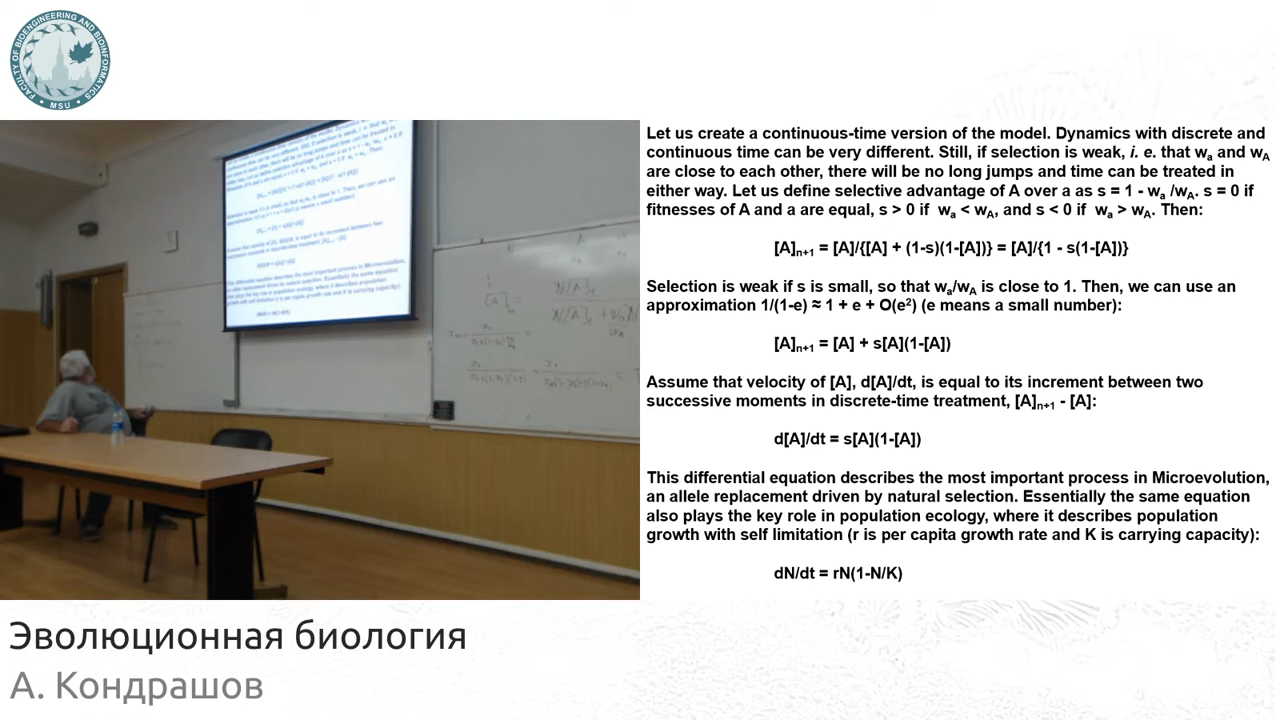 FACULTY OF BIOENGINEERING AND BIOINFORMATICS
• MSU •
Let us create a continuous-time version of the model. Dynamics with discrete and
continuous time can be very different. Still, if selection is weak, i. e. that wa and wA
are close to each other, there will be no long jumps and time can be treated in
either way. Let us define selective advantage of A over a as s = 1 - wa /wA. s = 0 if
fitnesses of A and a are equal, s > 0 if wa < wA, and s < 0 if wa > wA. Then:
[A]n+1 = [A]/{[A] + (1-s)(1-[A])} = [A]/{1 - s(1-[A])}
Selection is weak if s is small, so that wa/wA is close to 1. Then, we can use an
approximation 1/(1-e) ≈ 1 + e + O(e²) (e means a small number):
[A]n+1 = [A] + s[A](1-[A])
Assume that velocity of [A], d[A]/dt, is equal to its increment between two
successive moments in discrete-time treatment, [A]n+1 - [A]:
d[A]/dt = s[A](1-[A])
This differential equation describes the most important process in Microevolution,
an allele replacement driven by natural selection. Essentially the same equation
also plays the key role in population ecology, where it describes population
growth with self limitation (r is per capita growth rate and K is carrying capacity):
dN/dt = rN(1-N/K)
Эволюционная биология
А. Кондрашов